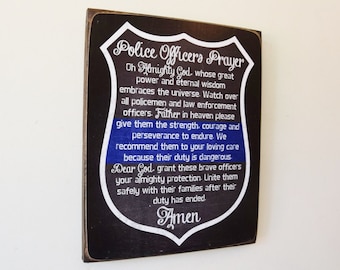 Police Officers Prayer
Oh Almighty God, whose great
power and eternal wisdom
embraces the universe. Watch over
all policemen and law enforcement
officers. Father in heaven please
give them the strength, courage and
perseverance to endure. We
recommend them to your loving care
because their duty is dangerous.
Dear God, grant these brave officers
your almighty protection. Unite them
safely with their families after their
duty has ended.
Amen